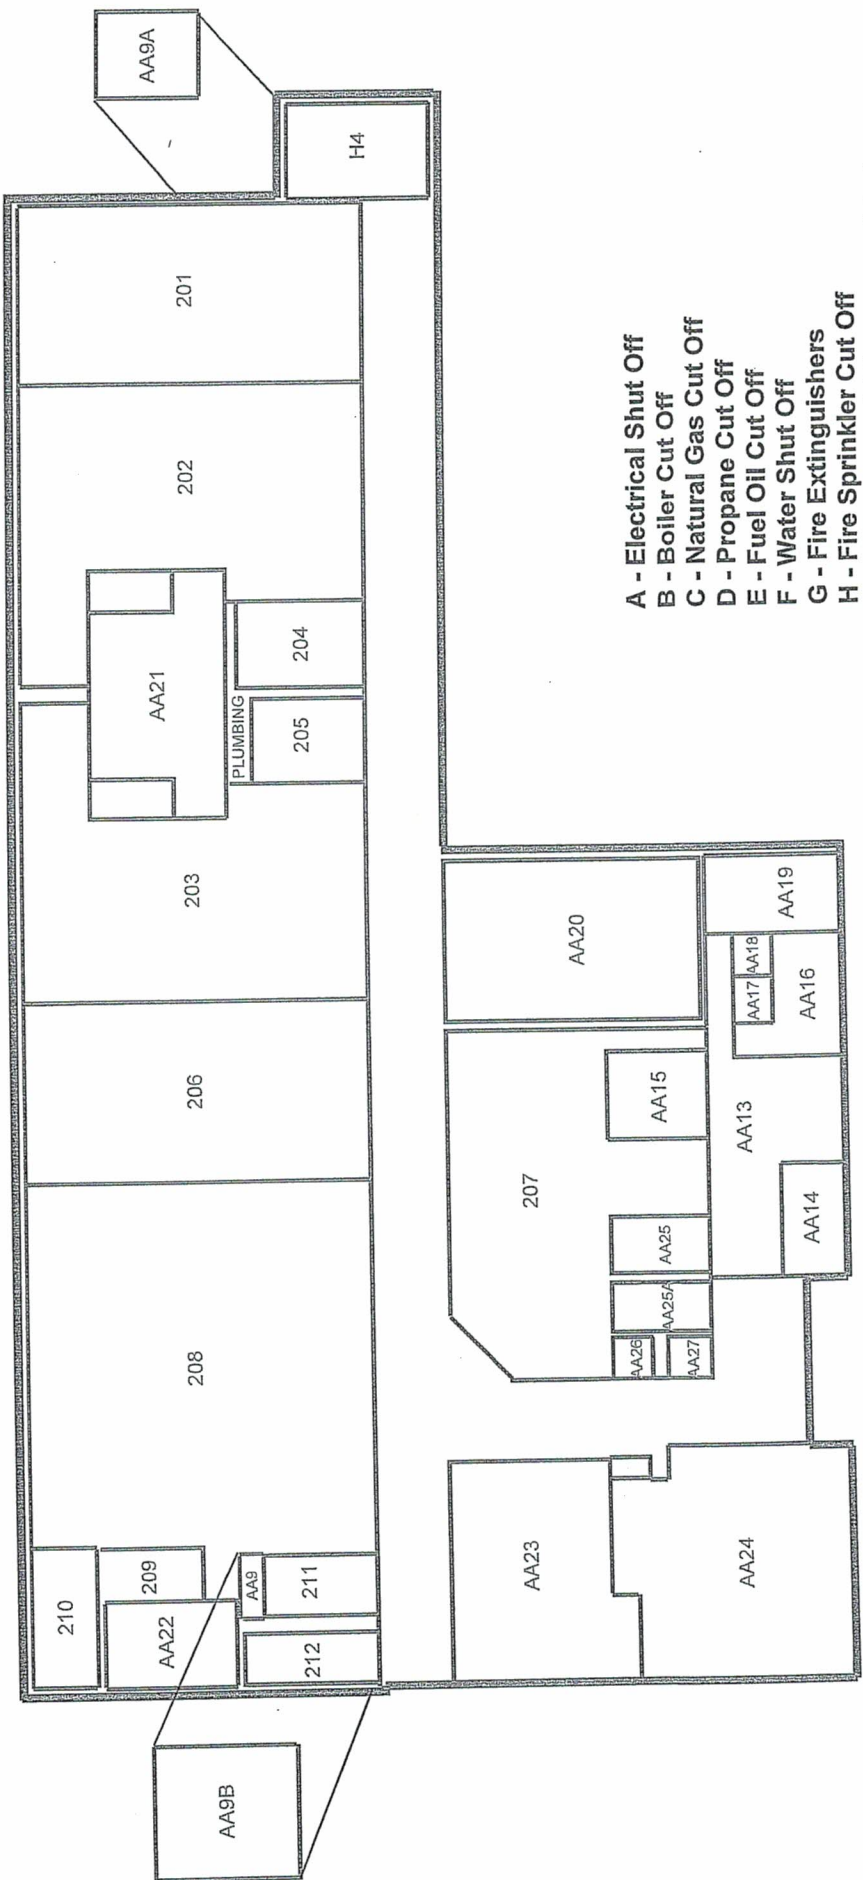 210
AA22
209
AA21
AA9A
208
206
203
202
201
AA9B
AA9
PLUMBING
212
211
205
204
H4
AA23
207
AA20
AA26
AA25A
AA25
AA15
AA27
AA24
AA14
AA13
AA17
AA18
AA16
AA19
A - Electrical Shut Off
B - Boiler Cut Off
C - Natural Gas Cut Off
D - Propane Cut Off
E - Fuel Oil Cut Off
F - Water Shut Off
G - Fire Extinguishers
H - Fire Sprinkler Cut Off